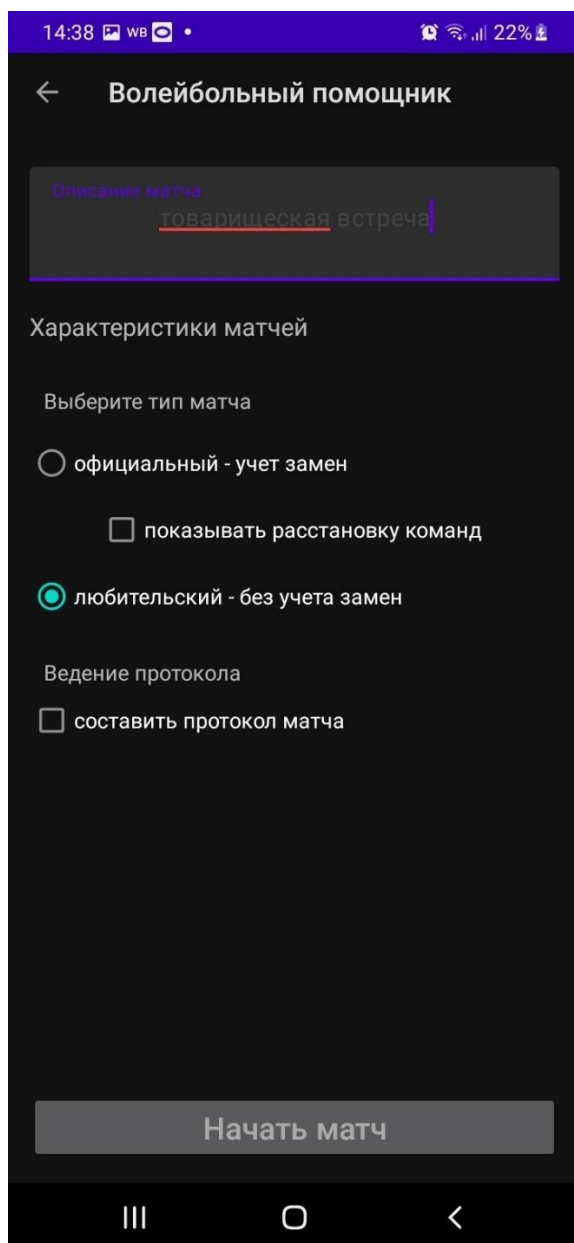 14:38 WB 22%
Волейбольный помощник
Описание матча
товарищеская встреча
Характеристики матчей
Выберите тип матча
официальный - учет замен
показывать расстановку команд
любительский - без учета замен
Ведение протокола
составить протокол матча
Начать матч